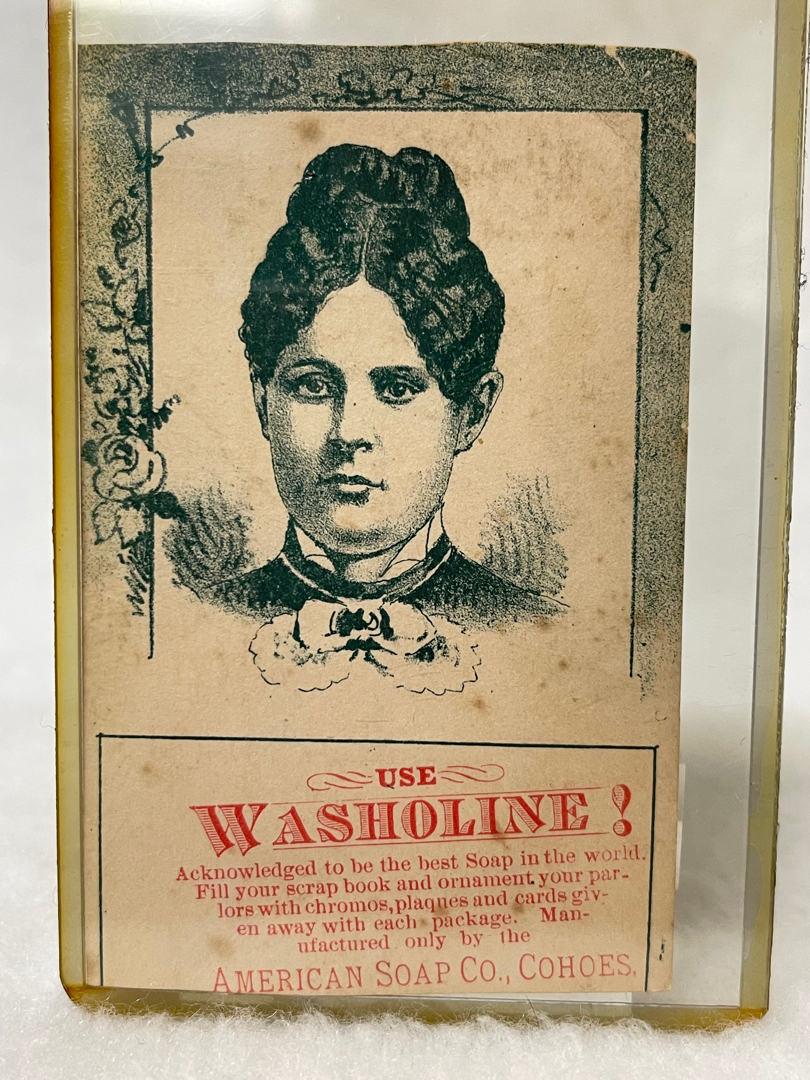 USE
WASHOLINE!
Acknowledged to be the best Soap in the world.
Fill your scrap book and ornament your par-
lors with chromos, plaques and cards giv-
en away with each package. Man-
ufactured only by the
AMERICAN SOAP CO., COHOES.